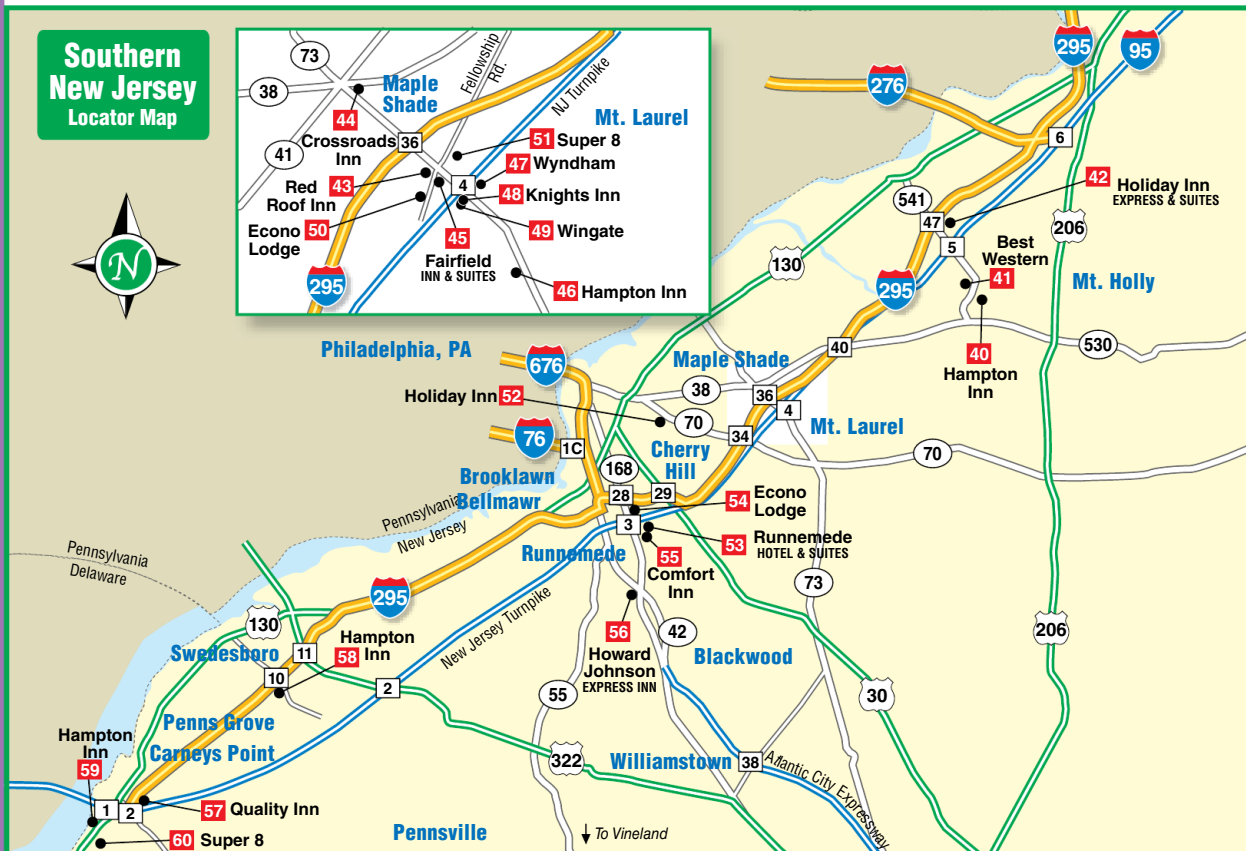 Southern
New Jersey
Locator Map
73
38
41
Maple
Shade
Fellowship
Rd.
NJ Turnpike
Mt. Laurel
44
Crossroads
Inn
36
51 Super 8
47 Wyndham
4
48 Knights Inn
49 Wingate
Red
Roof Inn
43
Econo
Lodge
50
45
Fairfield
INN & SUITES
46 Hampton Inn
295
N
295
95
276
6
42 Holiday Inn
EXPRESS & SUITES
541
47
5
206
130
Best
Western
41
Mt. Holly
295
40
530
40
Hampton
Inn
Philadelphia, PA
676
Maple Shade
38
36
4
Holiday Inn 52
70
34
Mt. Laurel
70
76
1C
Cherry
Hill
168
Brooklawn
Bellmawr
28
29
54 Econo
Lodge
Pennsylvania
New Jersey
3
53 Runnemede
HOTEL & SUITES
Runnemede
55
Comfort
Inn
Pennsylvania
Delaware
73
295
New Jersey Turnpike
130
56
Howard
Johnson
EXPRESS INN
42
Blackwood
206
Swedesboro
11
58
Hampton
Inn
10
2
55
30
Penns Grove
Carneys Point
Hampton
Inn
59
322
Williamstown
38
Atlantic City Expressway
1
2
57 Quality Inn
60 Super 8
Pennsville
To Vineland